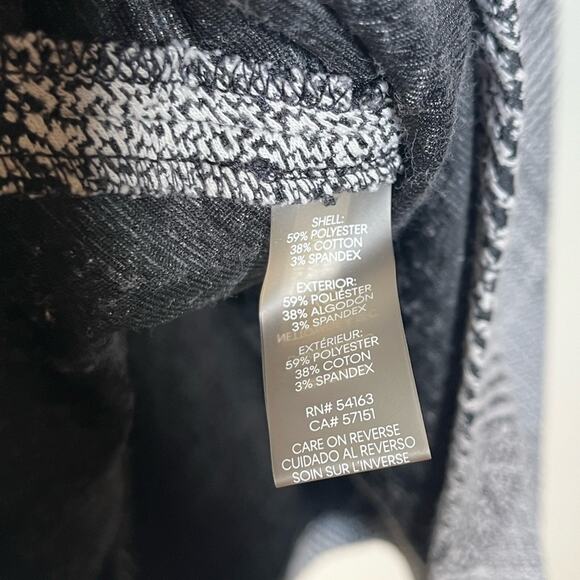 SHELL:
59% POLYESTER
38% COTTON
3% SPANDEX
EXTERIOR:
59% POLIÉSTER
38% ALGODÓN
3% SPANDEX
EXTÉRIEUR:
59% POLYESTER
38% COTON
3% SPANDEX
RN# 54163
CA# 57151
CARE ON REVERSE
CUIDADO AL REVERSO
SOIN SUR L'INVERSE